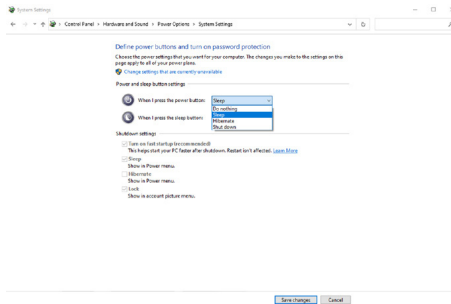 System Settings
Control Panel > Hardware and Sound > Power Options > System Settings
Define power buttons and turn on password protection
Choose the power settings that you want for your computer. The changes you make to the settings on this
page apply to all of your power plans.
Change settings that are currently unavailable
Power and sleep button settings
When I press the power button: Sleep
Do nothing
Sleep
Hibernate
Shut down
When I press the sleep button:
Shutdown settings
Turn on fast startup (recommended)
This helps start your PC faster after shutdown. Restart isn't affected. Learn More
Sleep
Show in Power menu.
Hibernate
Show in Power menu.
Lock
Show in account picture menu.
Save changes Cancel